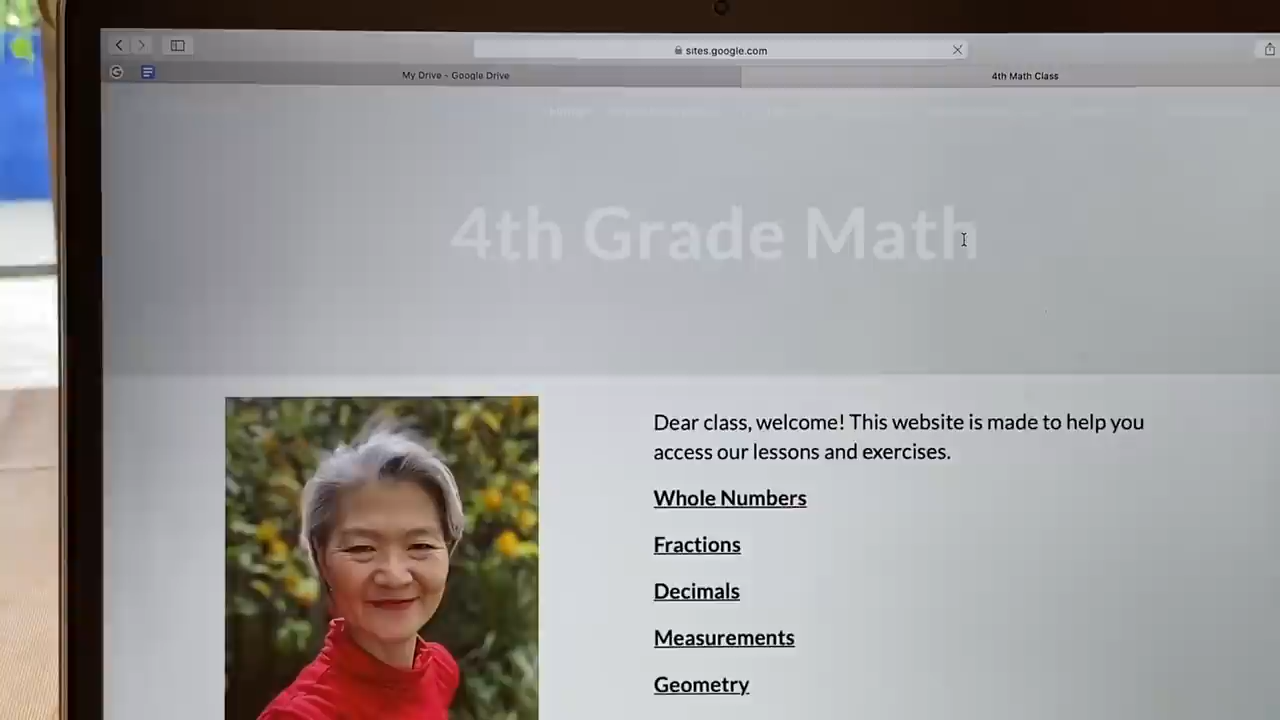 sites.google.com
My Drive - Google Drive
4th Math Class
4th Grade Math
Dear class, welcome! This website is made to help you
access our lessons and exercises.
Whole Numbers
Fractions
Decimals
Measurements
Geometry